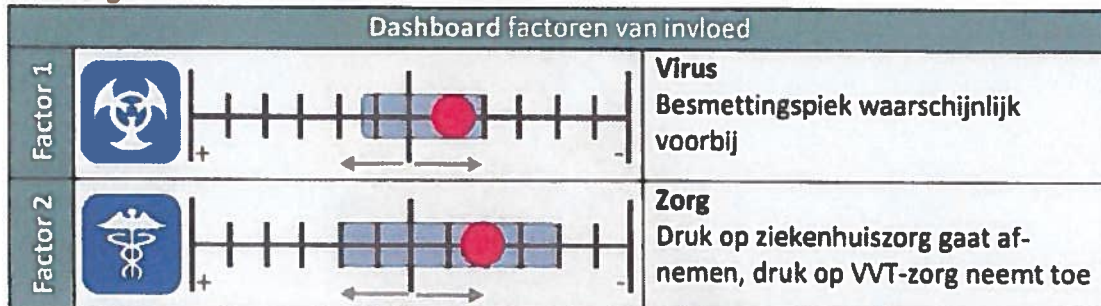 Dashboard factoren van invloed
Factor 1
+
-
Virus
Besmettingspiek waarschijnlijk
voorbij
Factor 2
+
-
Zorg
Druk op ziekenhuiszorg gaat af-
nemen, druk op VVT-zorg neemt toe